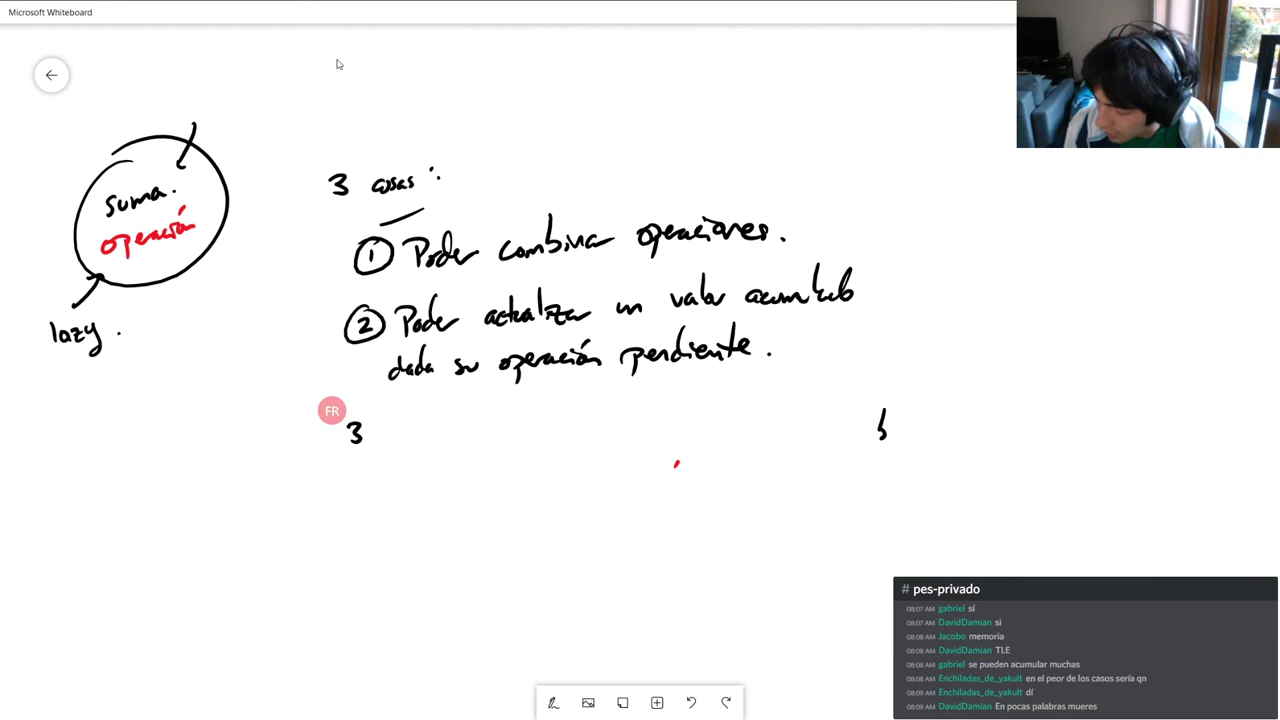 Microsoft Whiteboard
suma.
operación
lazy.
3 cosas:
① Poder combinar operaciones.
② Poder actualizar un valor acumulado
dada su operación pendiente.
FR
3
# pes-privado
08:07 AM gabriel sí
08:07 AM DavidDamian si
08:08 AM Jacobo memoria
08:08 AM DavidDamian TLE
08:08 AM gabriel se pueden acumular muchas
08:08 AM Enchiladas_de_yakult en el peor de los casos sería qn
08:09 AM Enchiladas_de_yakult dí
08:09 AM DavidDamian En pocas palabras mueres